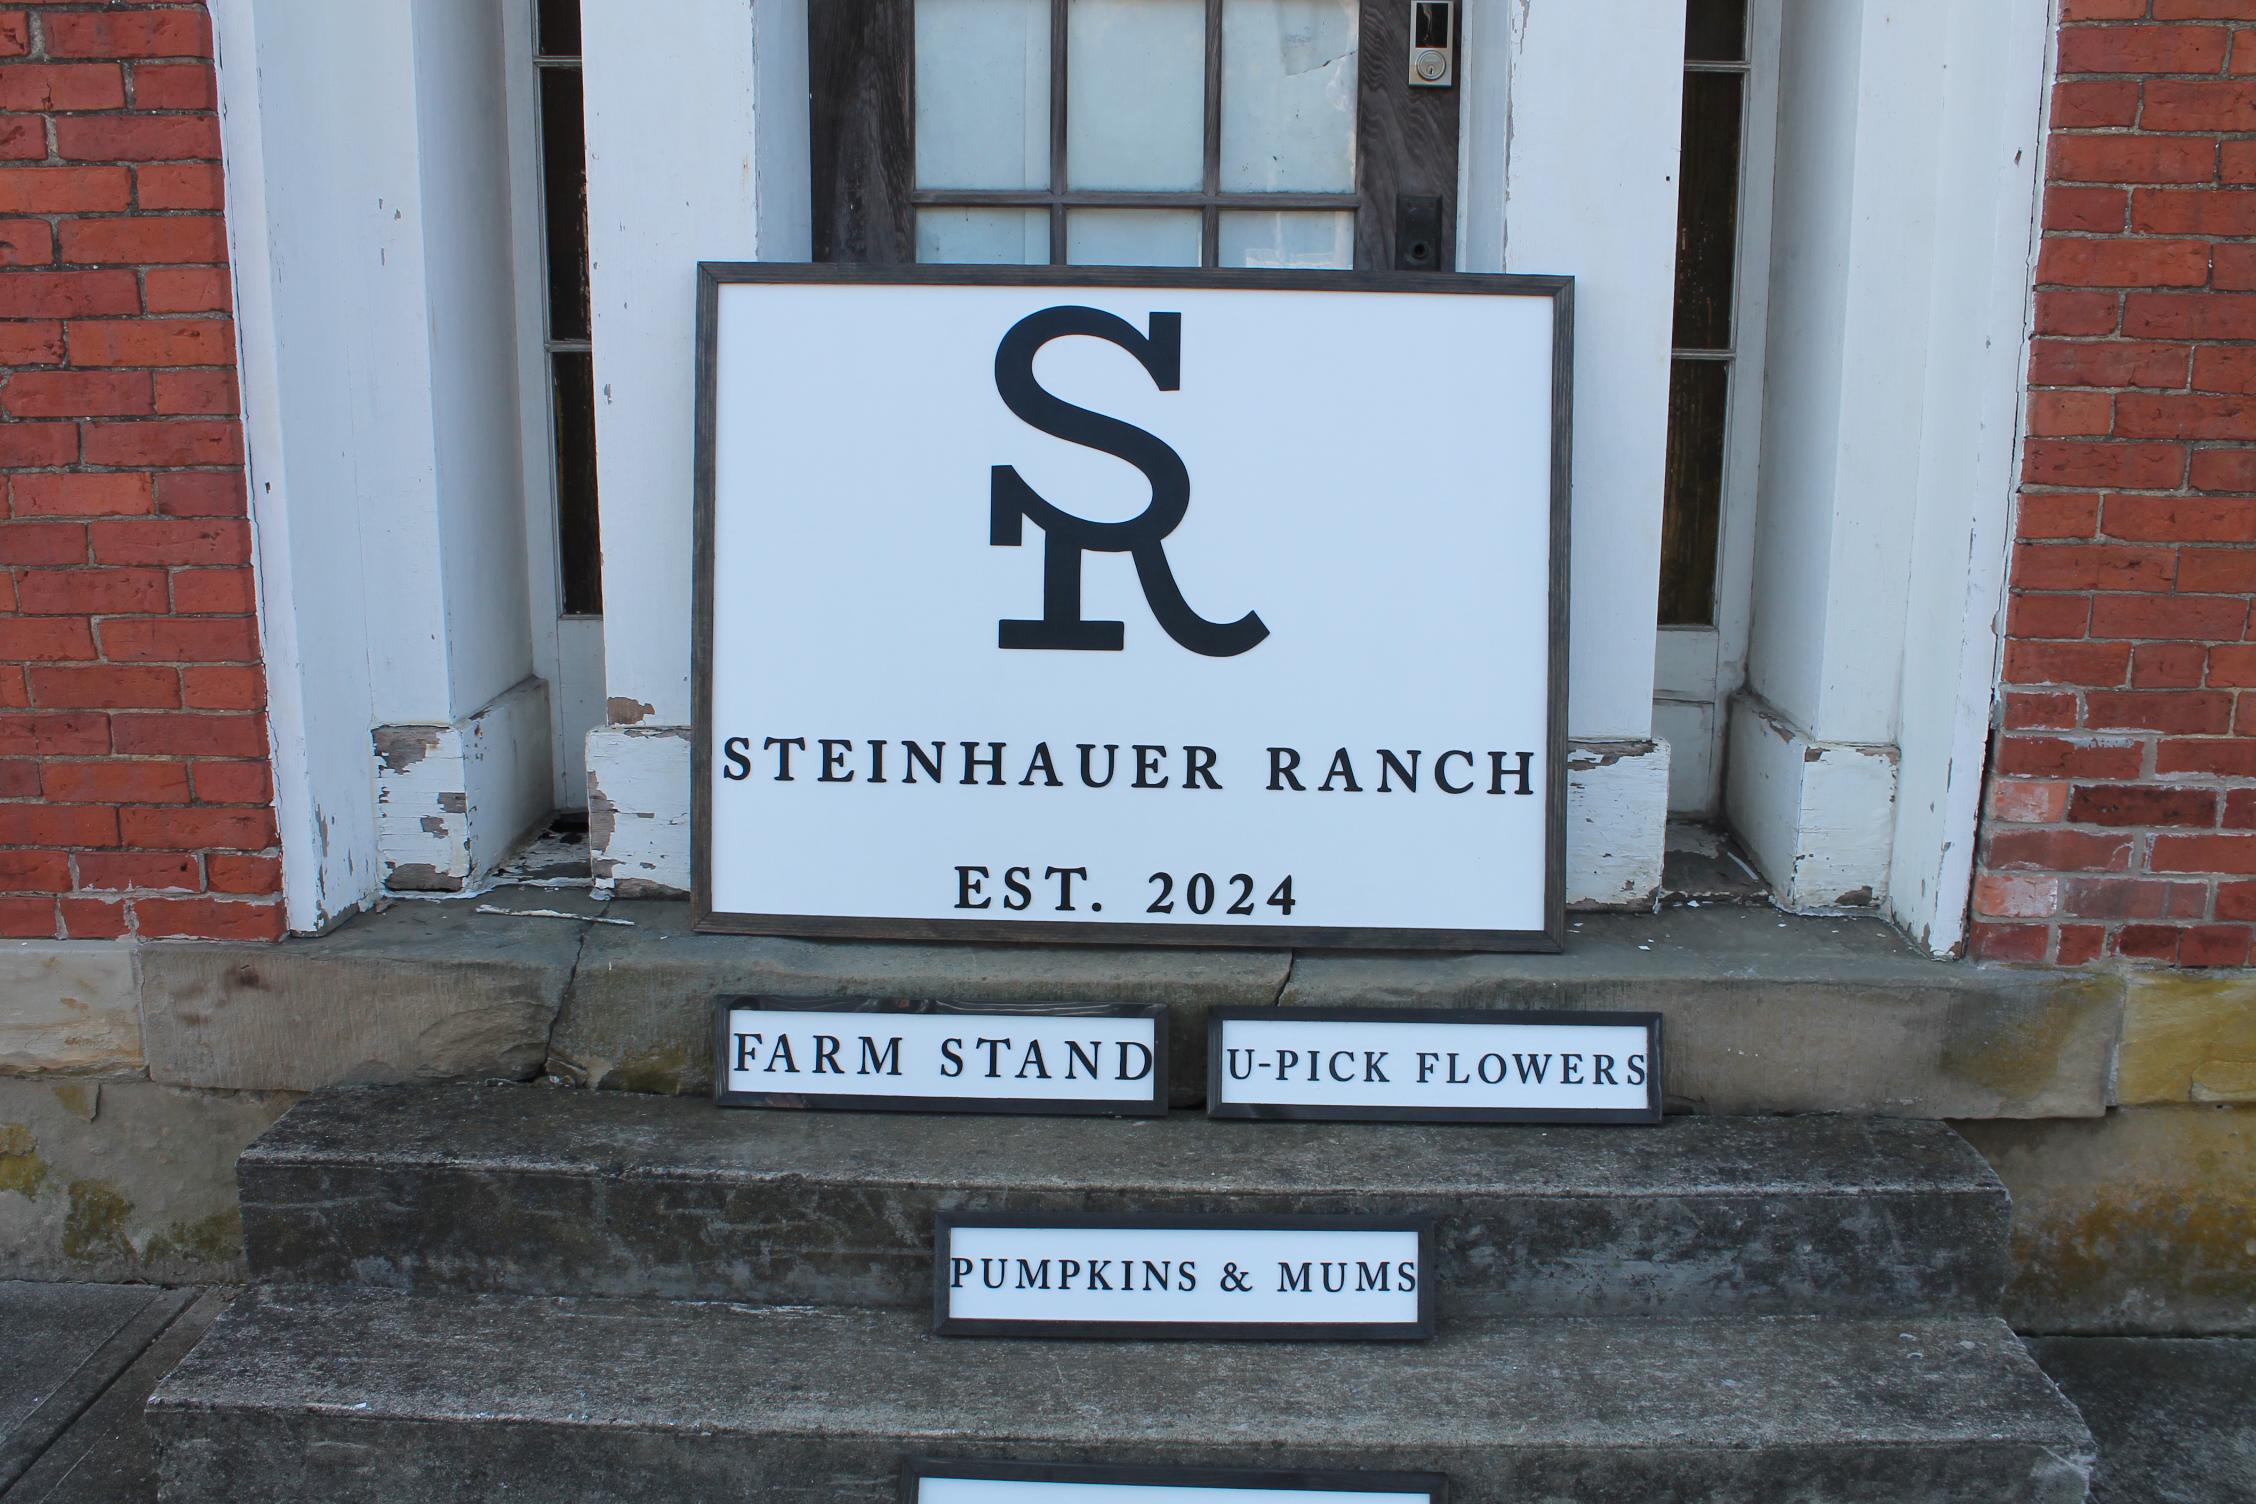 SR
STEINHAUER RANCH
EST. 2024
FARM STAND
U-PICK FLOWERS
PUMPKINS & MUMS